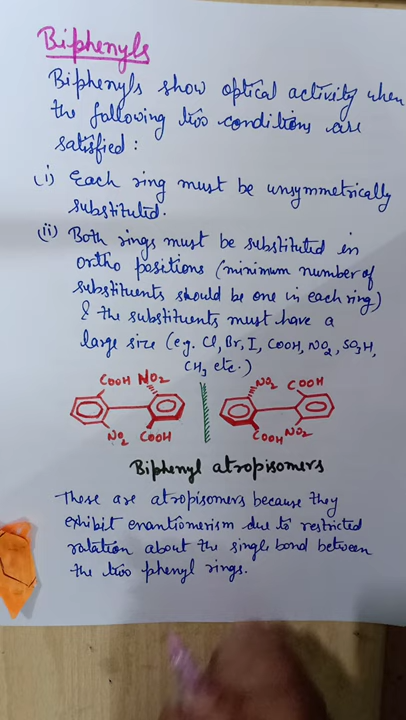 Biphenyls
Biphenyls show optical activity when
the following two conditions are
satisfied :
(i) Each ring must be unsymmetrically
substituted.
(ii) Both rings must be substituted in
ortho positions (minimum number of
substituents should be one in each ring)
& the substituents must have a
large size (e.g. Cl, Br, I, COOH, NO2, SO3H,
CH3 etc.)
COOH NO2 NO2 COOH
NO2 COOH COOH NO2
Biphenyl atropisomers
These are atropisomers because they
exhibit enantiomerism due to restricted
rotation about the single bond between
the two phenyl rings.